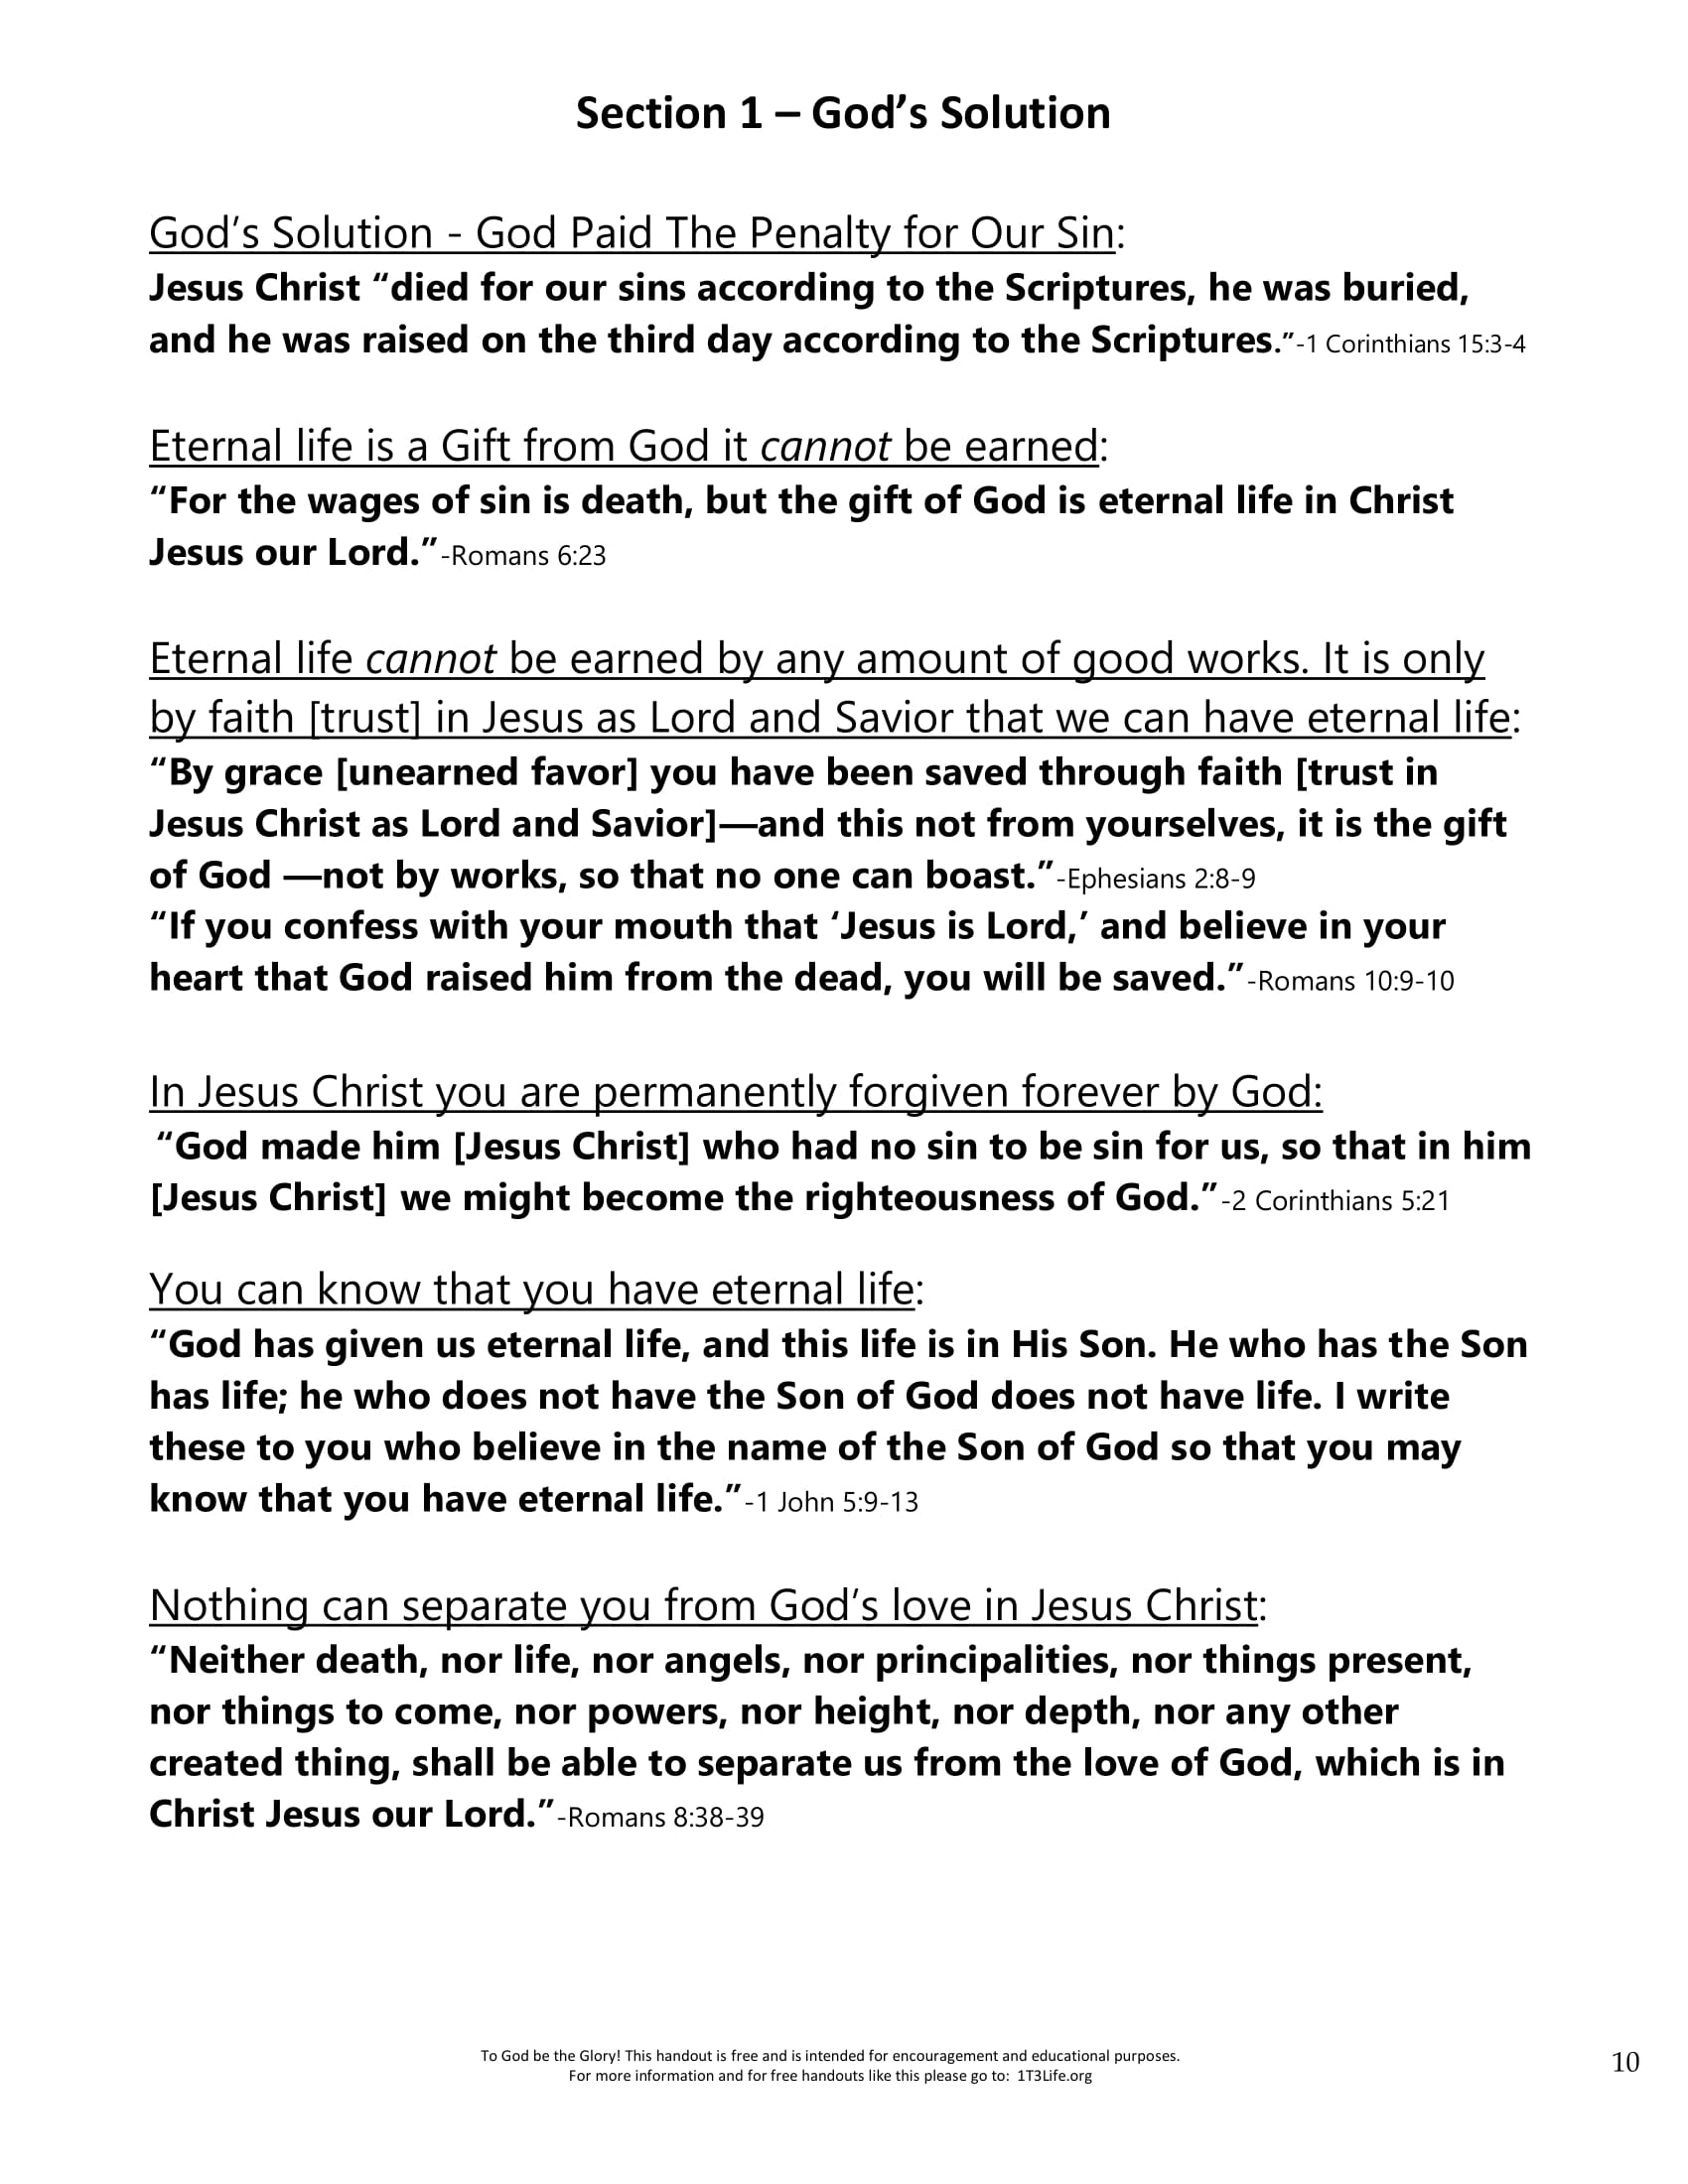 Section 1 – God’s Solution
God’s Solution - God Paid The Penalty for Our Sin:
Jesus Christ “died for our sins according to the Scriptures, he was buried,
and he was raised on the third day according to the Scriptures.”-1 Corinthians 15:3-4
Eternal life is a Gift from God it cannot be earned:
“For the wages of sin is death, but the gift of God is eternal life in Christ
Jesus our Lord.”-Romans 6:23
Eternal life cannot be earned by any amount of good works. It is only
by faith [trust] in Jesus as Lord and Savior that we can have eternal life:
“By grace [unearned favor] you have been saved through faith [trust in
Jesus Christ as Lord and Savior]—and this not from yourselves, it is the gift
of God —not by works, so that no one can boast.”-Ephesians 2:8-9
“If you confess with your mouth that ‘Jesus is Lord,’ and believe in your
heart that God raised him from the dead, you will be saved.”-Romans 10:9-10
In Jesus Christ you are permanently forgiven forever by God:
“God made him [Jesus Christ] who had no sin to be sin for us, so that in him
[Jesus Christ] we might become the righteousness of God.”-2 Corinthians 5:21
You can know that you have eternal life:
“God has given us eternal life, and this life is in His Son. He who has the Son
has life; he who does not have the Son of God does not have life. I write
these to you who believe in the name of the Son of God so that you may
know that you have eternal life.”-1 John 5:9-13
Nothing can separate you from God’s love in Jesus Christ:
“Neither death, nor life, nor angels, nor principalities, nor things present,
nor things to come, nor powers, nor height, nor depth, nor any other
created thing, shall be able to separate us from the love of God, which is in
Christ Jesus our Lord.”-Romans 8:38-39
To God be the Glory! This handout is free and is intended for encouragement and educational purposes.
For more information and for free handouts like this please go to:  1T3Life.org
10